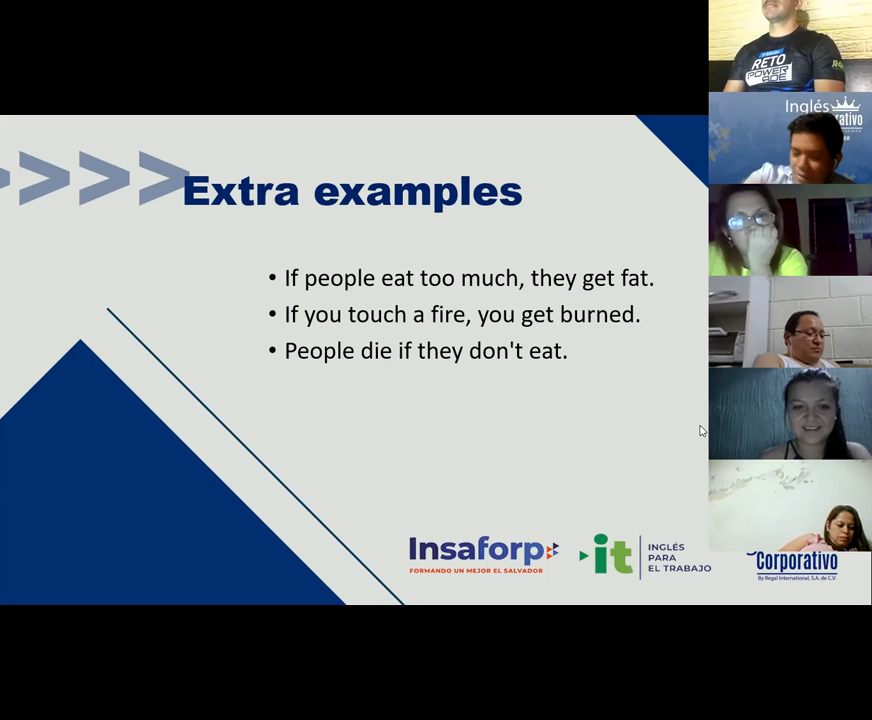 RETO
POWER
ADE
Inglés
rativo
>>>>Extra examples
• If people eat too much, they get fat.
• If you touch a fire, you get burned.
• People die if they don't eat.
Insaforp
FORMANDO UN MEJOR EL SALVADOR
it
INGLÉS
PARA
EL TRABAJO
Corporativo
By Regal International, S.A. de C.V.